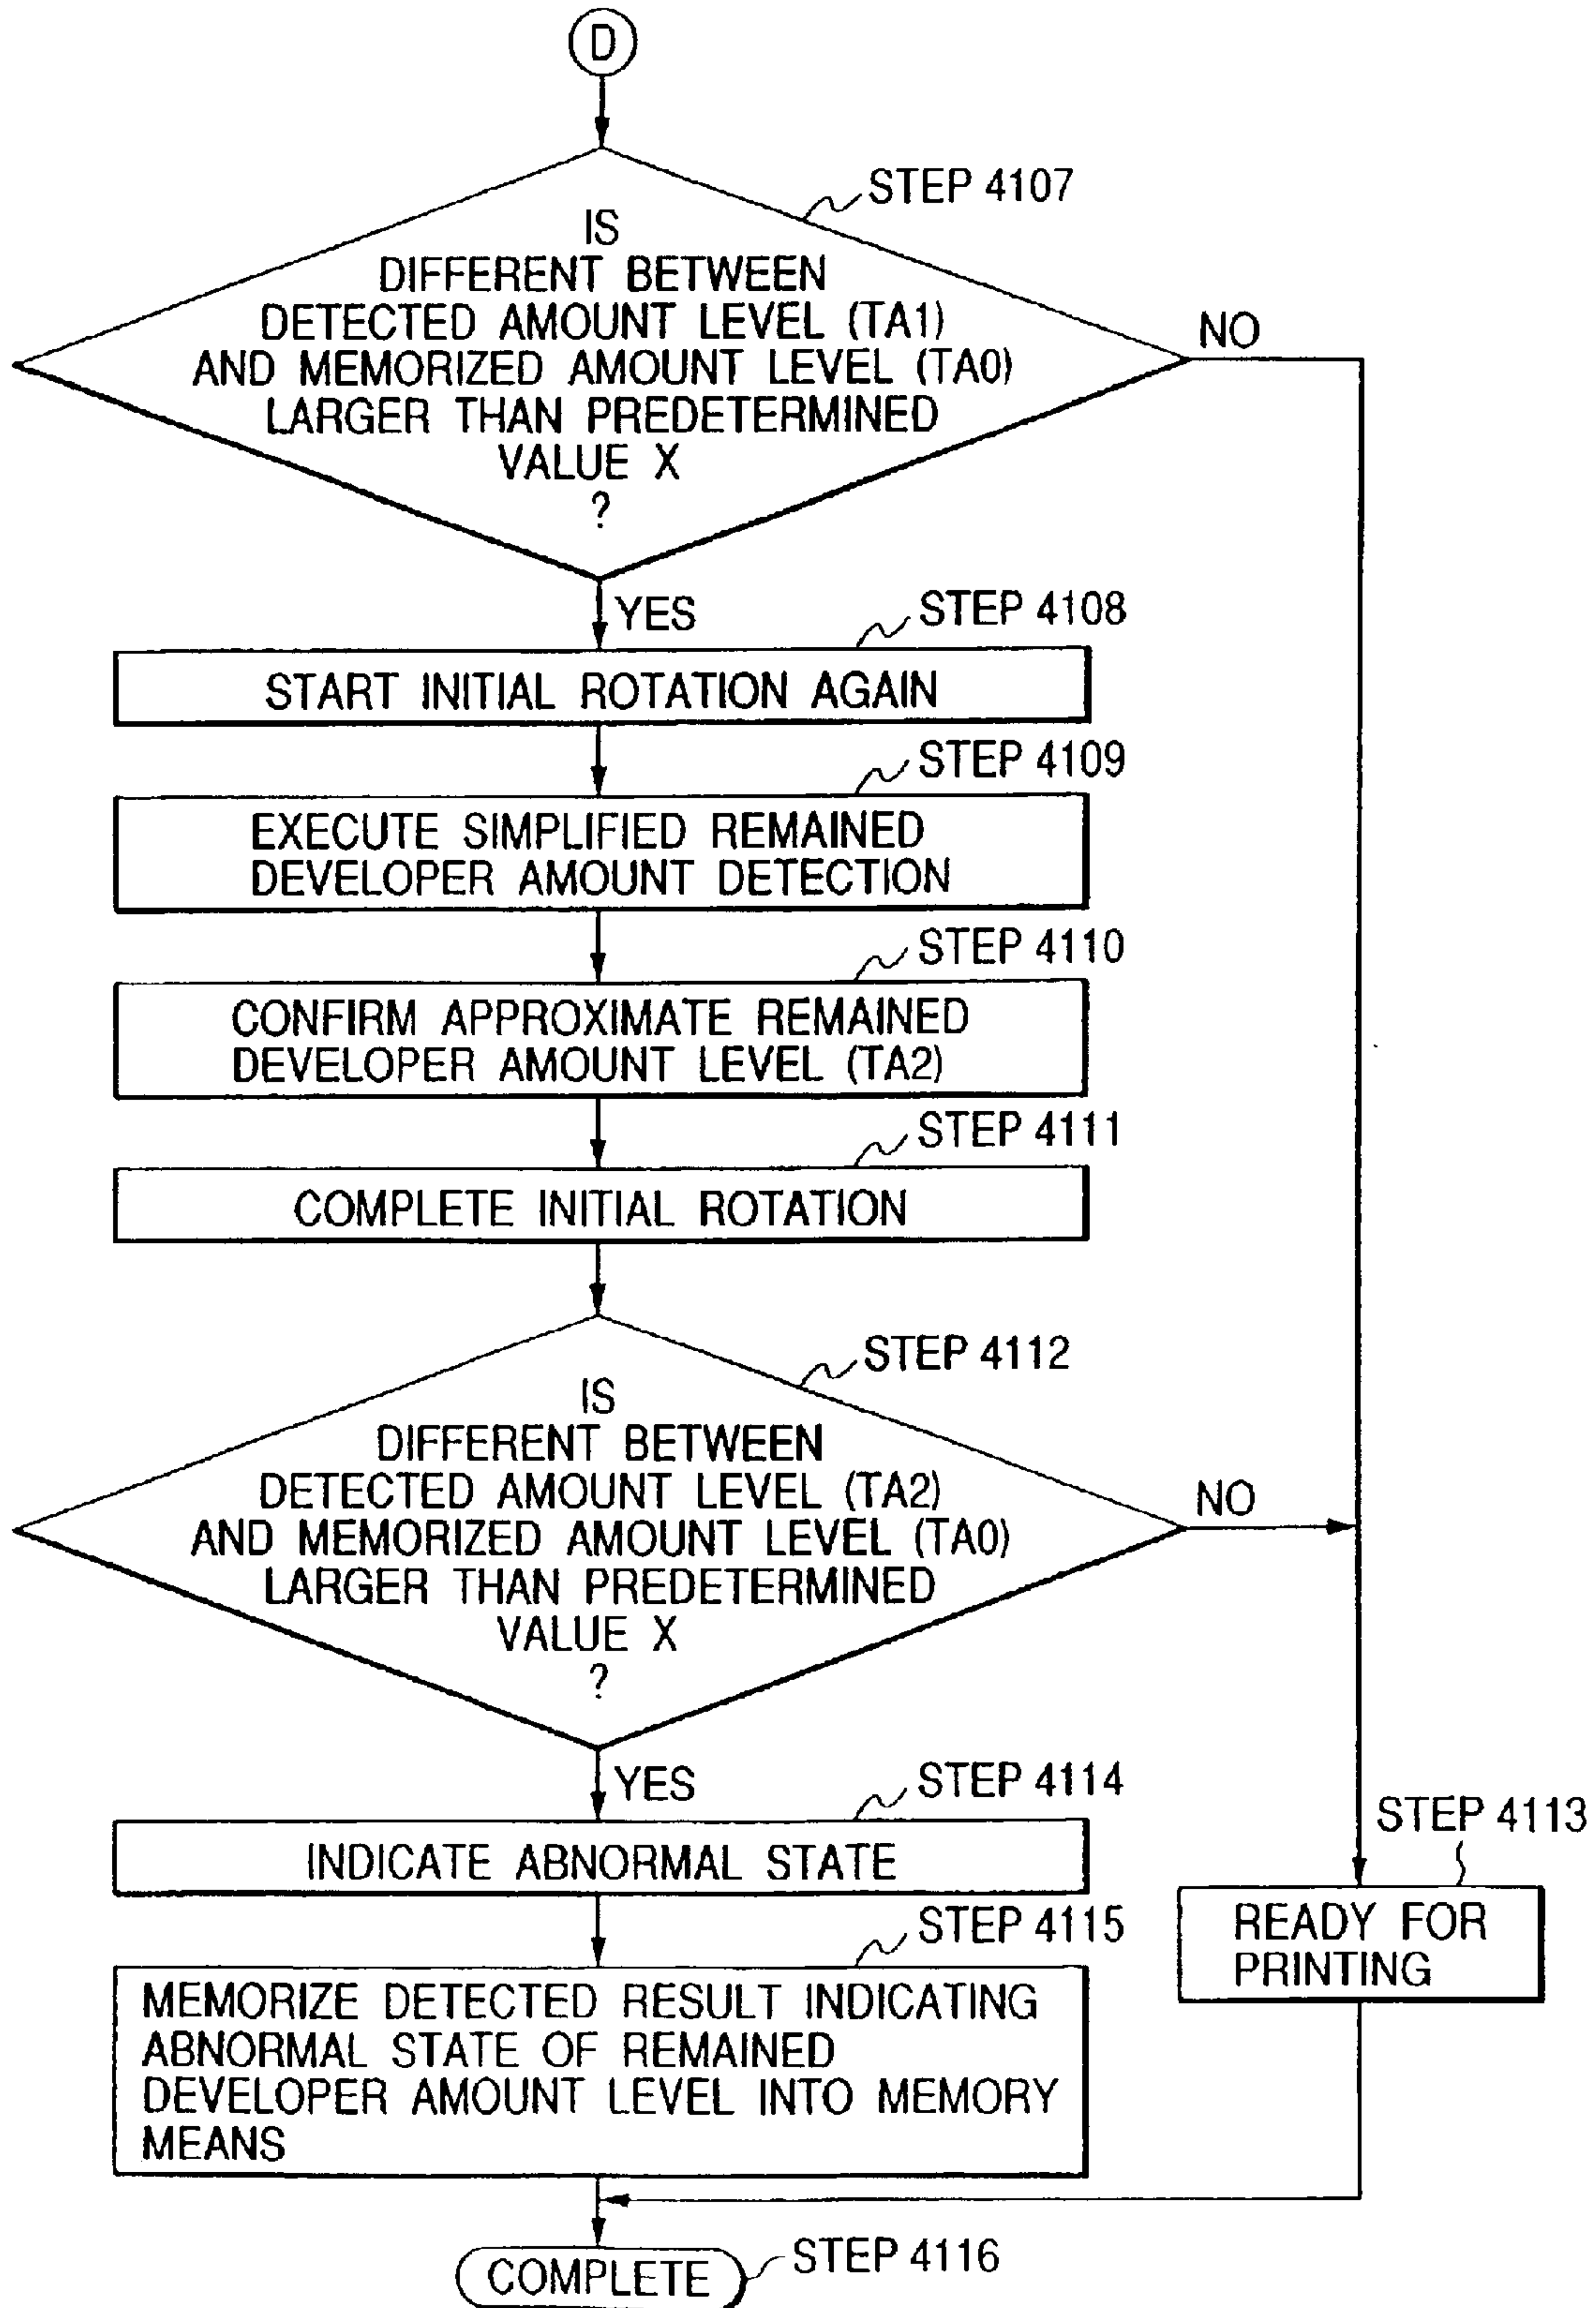 D
STEP 4107
IS
DIFFERENT BETWEEN
DETECTED AMOUNT LEVEL (TA1)
AND MEMORIZED AMOUNT LEVEL (TA0)
LARGER THAN PREDETERMINED
VALUE X
?
NO
YES
STEP 4108
START INITIAL ROTATION AGAIN
STEP 4109
EXECUTE SIMPLIFIED REMAINED
DEVELOPER AMOUNT DETECTION
STEP 4110
CONFIRM APPROXIMATE REMAINED
DEVELOPER AMOUNT LEVEL (TA2)
STEP 4111
COMPLETE INITIAL ROTATION
STEP 4112
IS
DIFFERENT BETWEEN
DETECTED AMOUNT LEVEL (TA2)
AND MEMORIZED AMOUNT LEVEL (TA0)
LARGER THAN PREDETERMINED
VALUE X
?
NO
YES
STEP 4114
INDICATE ABNORMAL STATE
STEP 4113
READY FOR
PRINTING
STEP 4115
MEMORIZE DETECTED RESULT INDICATING
ABNORMAL STATE OF REMAINED
DEVELOPER AMOUNT LEVEL INTO MEMORY
MEANS
COMPLETE
STEP 4116